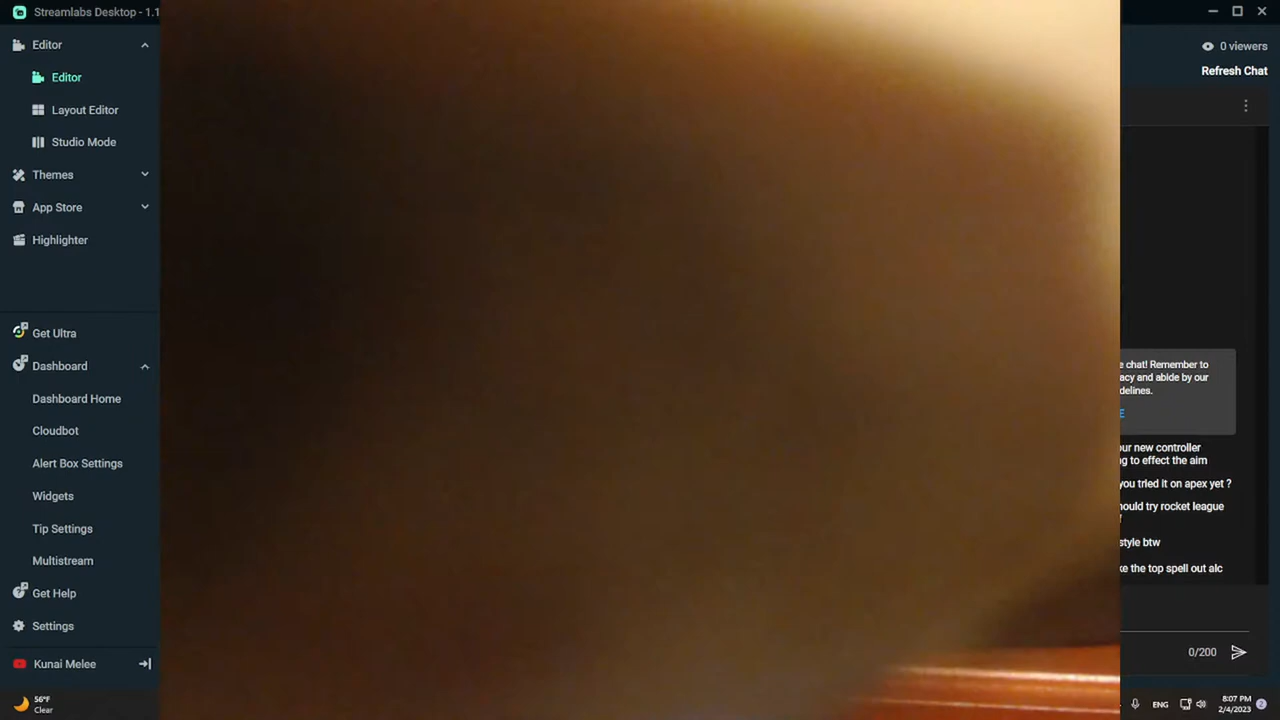 Streamlabs Desktop - 1.1
Editor
Editor
Layout Editor
Studio Mode
Themes
App Store
Highlighter
Get Ultra
Dashboard
Dashboard Home
Cloudbot
Alert Box Settings
Widgets
Tip Settings
Multistream
Get Help
Settings
Kunai Melee
56°F
Clear
0 viewers
Refresh Chat
e chat! Remember to
acy and abide by our
delines.
E
ur new controller
g to effect the aim
you tried it on apex yet ?
hould try rocket league
style btw
ke the top spell out alc
0/200
ENG
8:07 PM
2/4/2023
2